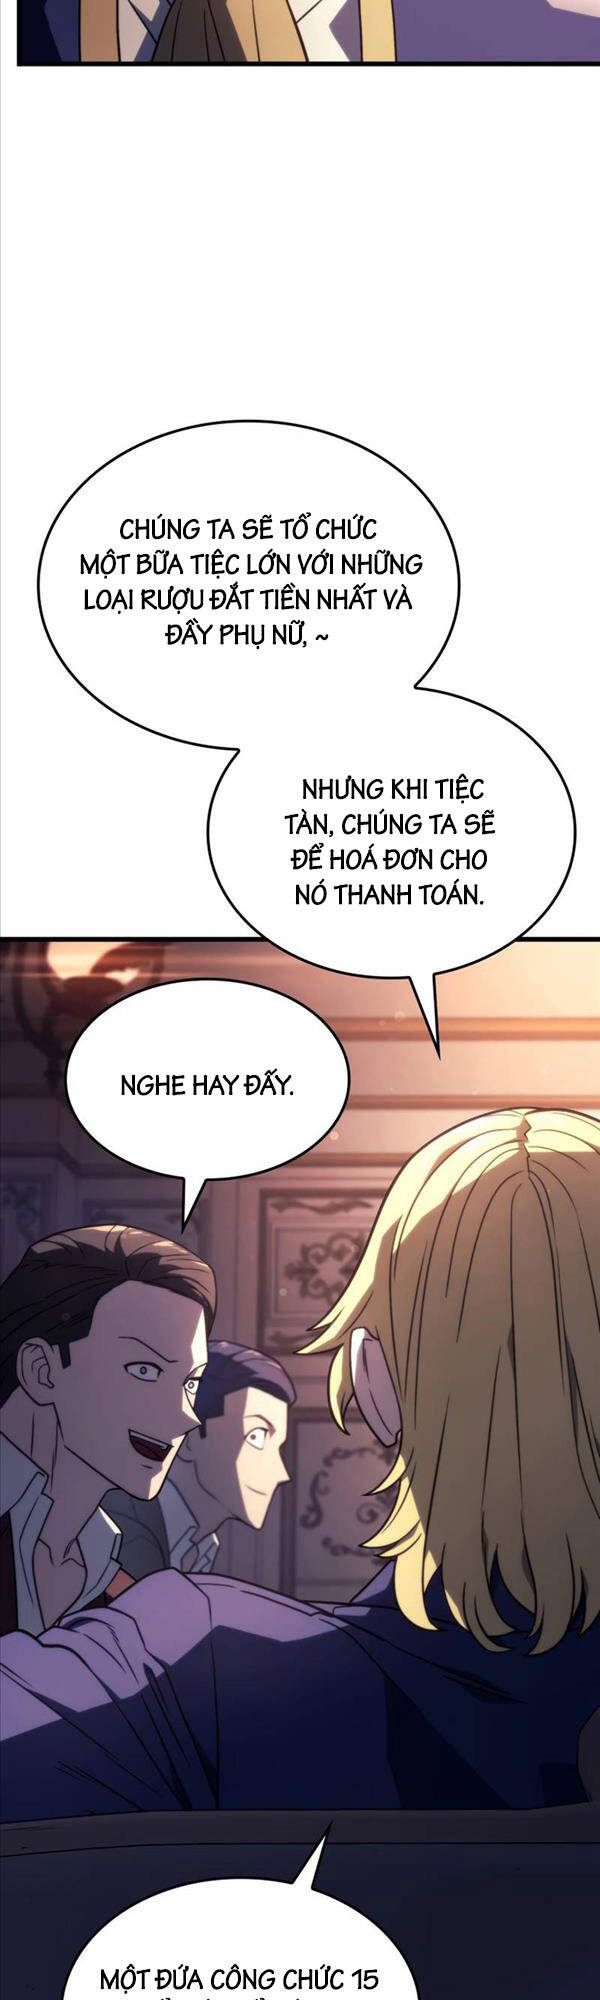 CHÚNG TA SẼ TỔ CHỨC
MỘT BỮA TIỆC LỚN VỚI NHỮNG
LOẠI RƯỢU ĐẮT TIỀN NHẤT VÀ
ĐẦY PHỤ NỮ, ~
NHƯNG KHI TIỆC
TÀN, CHÚNG TA SẼ
ĐỂ HOÁ ĐƠN CHO
NÓ THANH TOÁN.
NGHE HAY ĐẤY.
MỘT ĐỨA CÔNG CHỨC 15